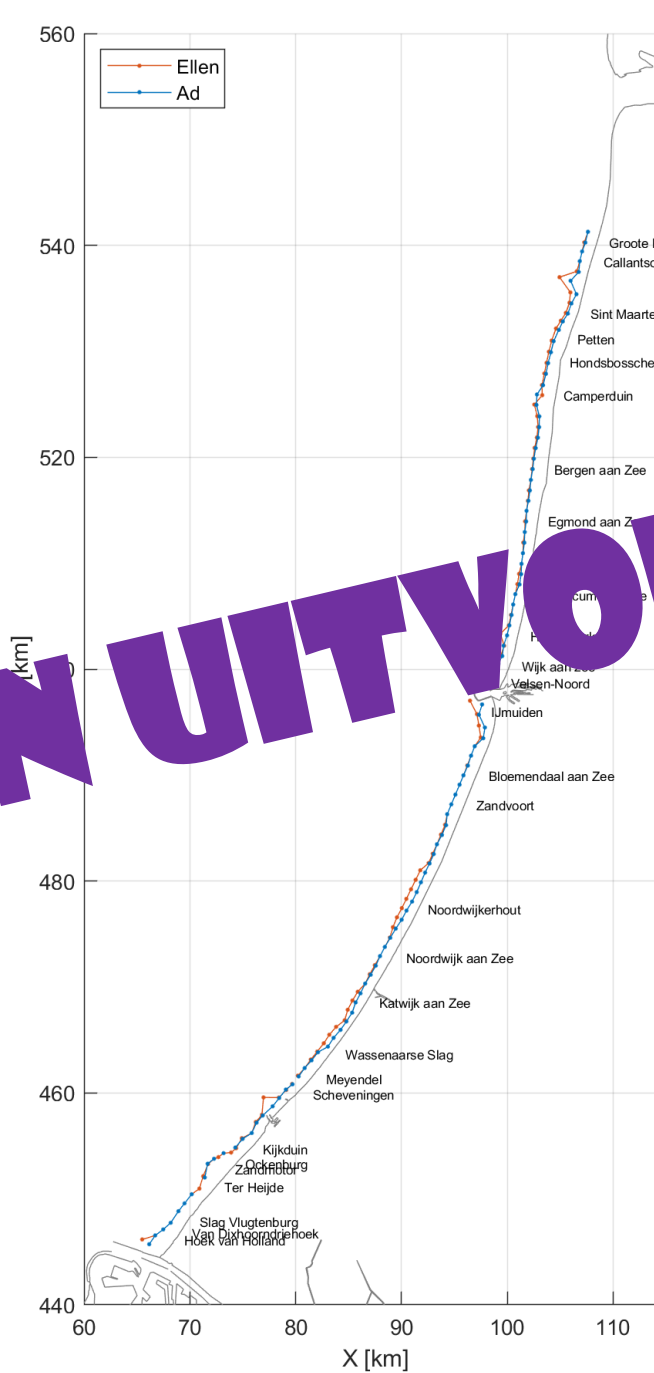 560
Ellen
Ad
540
Groote
Callantso
Sint Maarte
Petten
Hondsbossche
Camperduin
520
Bergen aan Zee
Egmond aan Z
N UITVO
[km]
Wijk aan Zee
Velsen-Noord
IJmuiden
Bloemendaal aan Zee
Zandvoort
480
Noordwijkerhout
Noordwijk aan Zee
Katwijk aan Zee
Wassenaarse Slag
Meyendel
460
Scheveningen
Kijkduin
Ockenburg
Zandmotor
Ter Heijde
Slag Vlugtenburg
Van Dixhoorndriehoek
Hoek van Holland
440
60 70 80 90 100 110
X [km]